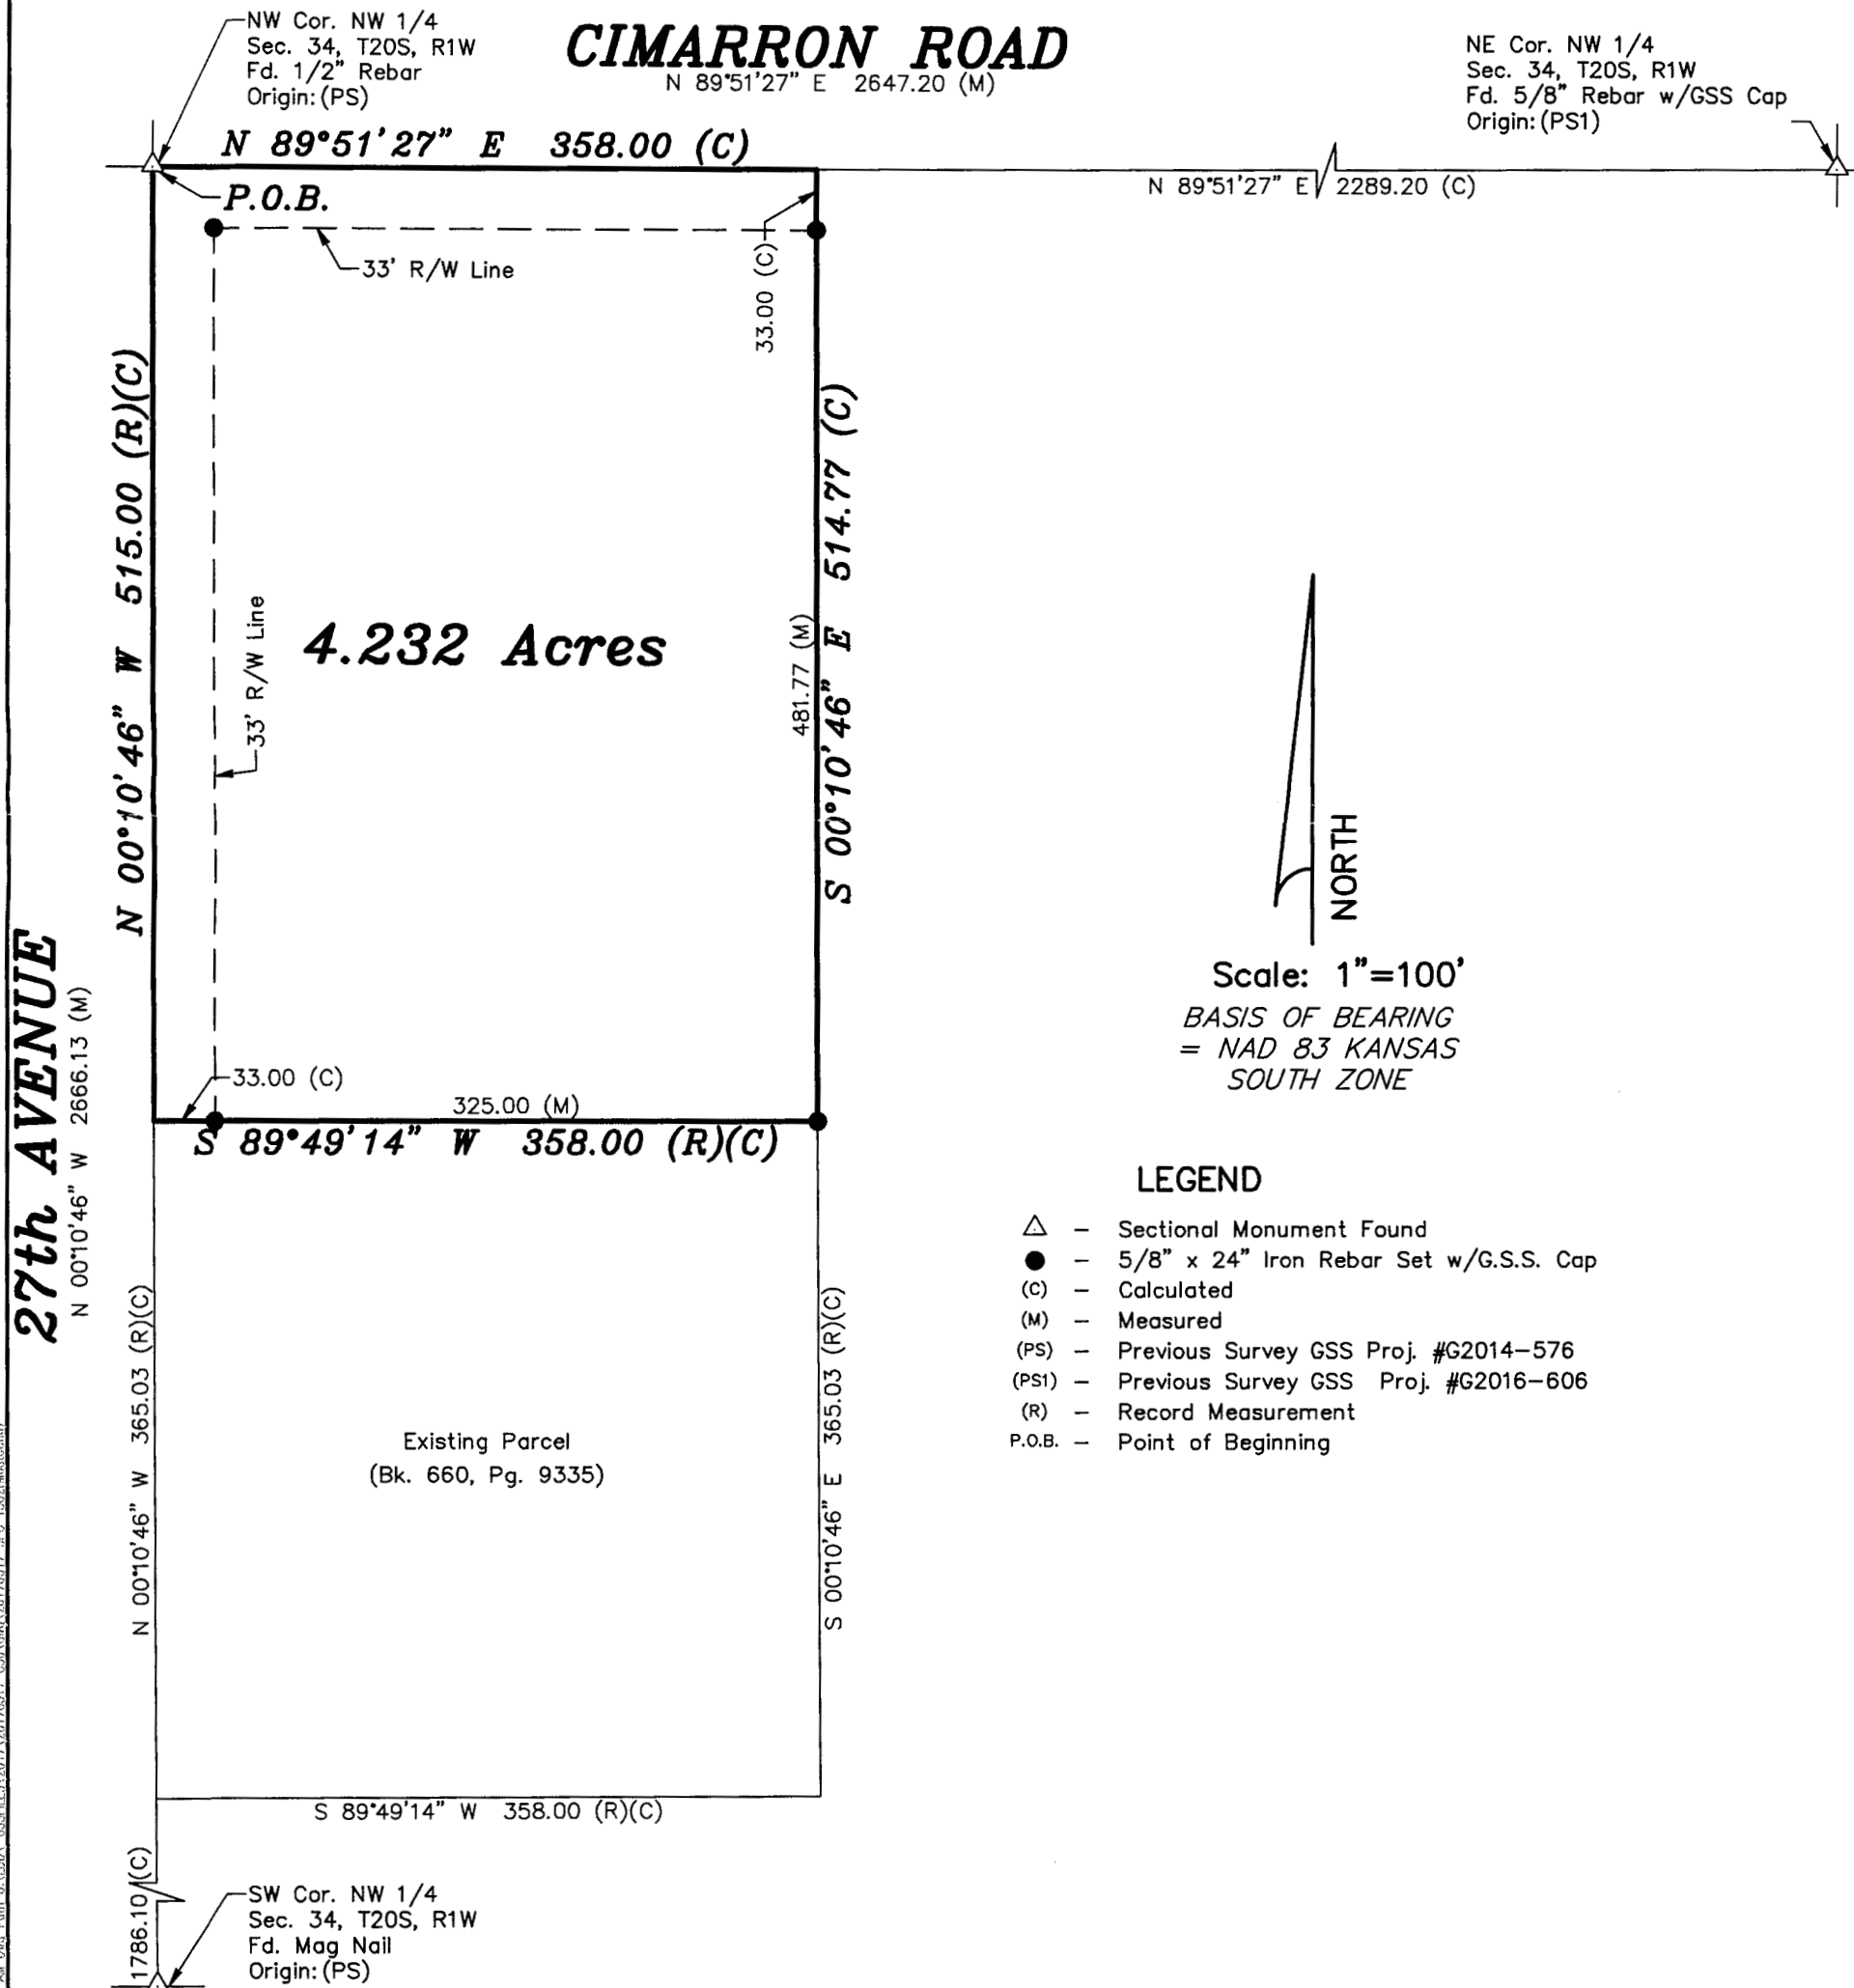 NW Cor. NW 1/4
Sec. 34, T20S, R1W
Fd. 1/2" Rebar
Origin: (PS)
CIMARRON ROAD
N 89°51'27" E 2647.20 (M)
NE Cor. NW 1/4
Sec. 34, T20S, R1W
Fd. 5/8" Rebar w/GSS Cap
Origin: (PS1)
N 89°51'27" E 358.00 (C)
N 89°51'27" E 2289.20 (C)
P.O.B.
33' R/W Line
33.00 (C)
N 00°10'46" W 515.00 (R)(C)
33' R/W Line
4.232 Acres
481.77 (M)
S 00°10'46" E 514.77 (C)
NORTH
Scale: 1"=100'
BASIS OF BEARING
= NAD 83 KANSAS
SOUTH ZONE
27th AVENUE
N 00°10'46" W 2666.13 (M)
33.00 (C)
325.00 (M)
S 89°49'14" W 358.00 (R)(C)
LEGEND
△ – Sectional Monument Found
● – 5/8" x 24" Iron Rebar Set w/G.S.S. Cap
(C) – Calculated
(M) – Measured
(PS) – Previous Survey GSS Proj. #G2014-576
(PS1) – Previous Survey GSS Proj. #G2016-606
(R) – Record Measurement
P.O.B. – Point of Beginning
N 00°10'46" W 365.03 (R)(C)
Existing Parcel
(Bk. 660, Pg. 9335)
S 00°10'46" E 365.03 (R)(C)
S 89°49'14" W 358.00 (R)(C)
1786.10 (C)
SW Cor. NW 1/4
Sec. 34, T20S, R1W
Fd. Mag Nail
Origin: (PS)